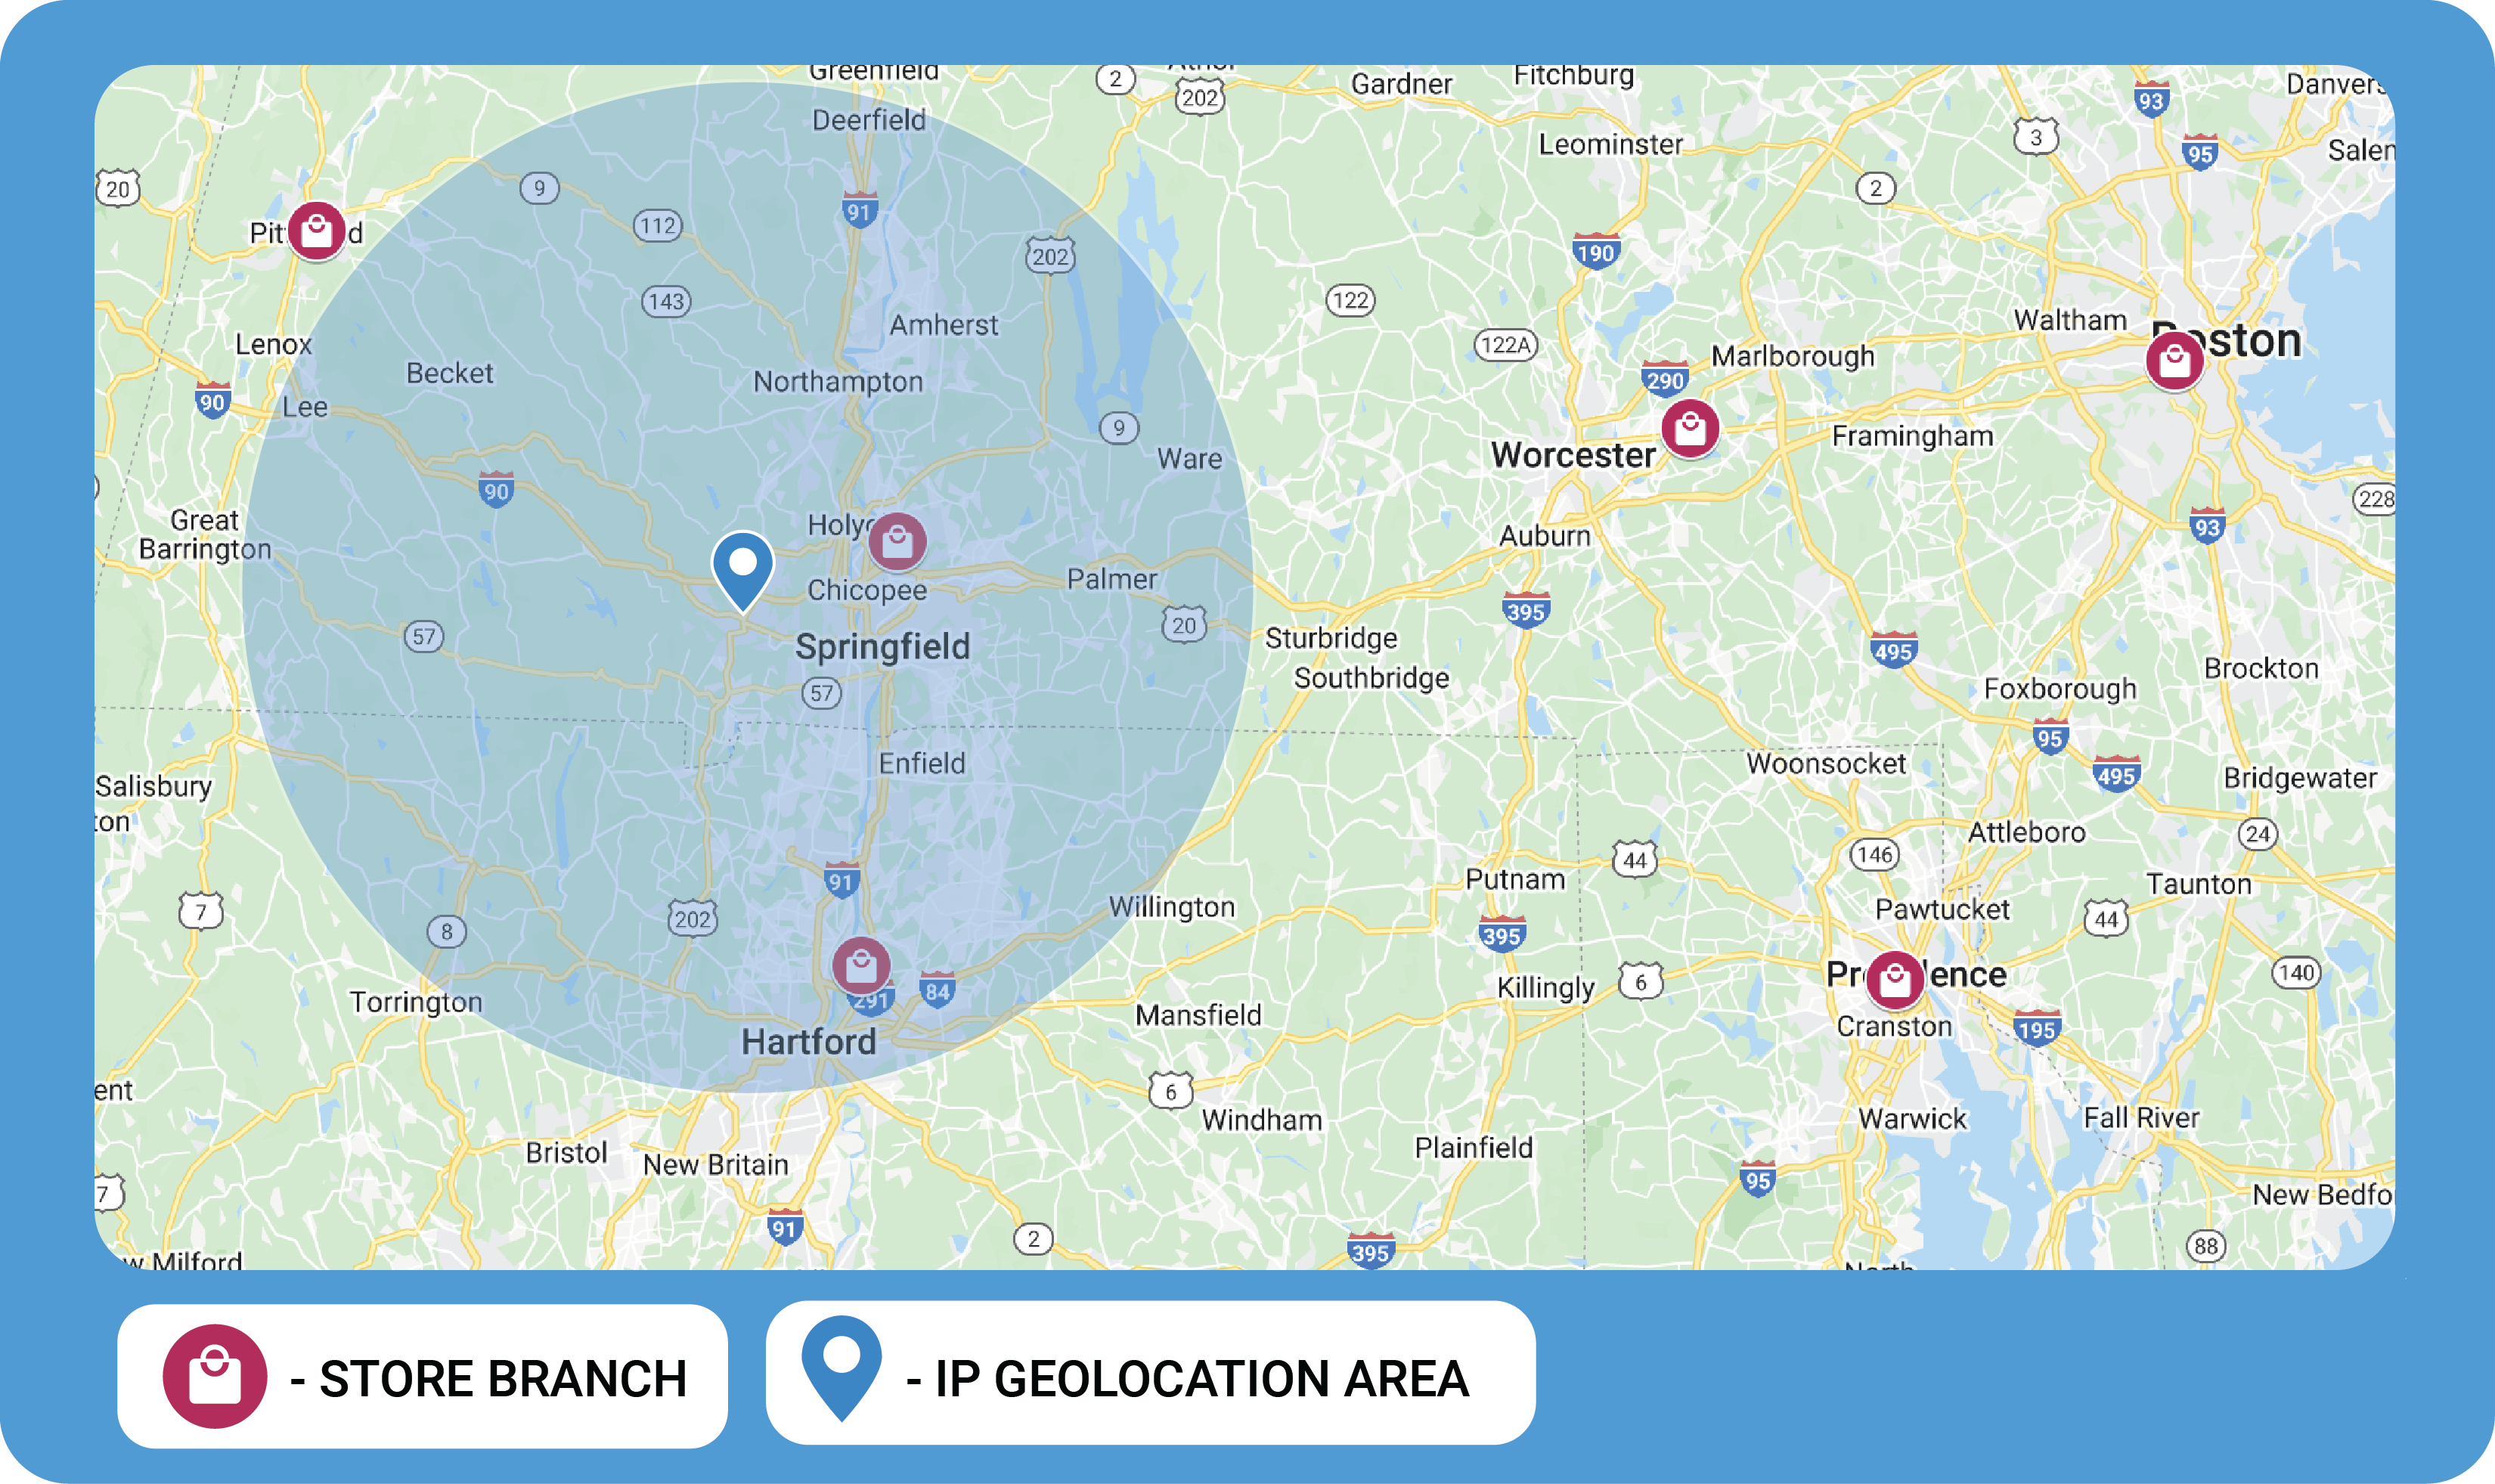 Greenfield
2
202
Gardner
Fitchburg
93
Danvers
Deerfield
3
Leominster
95
Salem
20
9
2
91
112
Pit d
202
190
143
122
Waltham
Amherst
122A
Boston
Lenox
Marlborough
Becket
290
Northampton
90
Lee
9
Framingham
Worcester
Ware
90
228
Great
Barrington
Holyo
93
Auburn
Palmer
Chicopee
395
20
57
Sturbridge
Springfield
495
Brockton
Southbridge
57
Foxborough
95
Enfield
Woonsocket
495
Bridgewater
Salisbury
ton
Attleboro
24
146
44
91
Putnam
Taunton
7
Willington
Pawtucket
44
202
8
395
Pr ence
140
6
Killingly
84
291
Torrington
Mansfield
Cranston
195
Hartford
ent
6
Windham
Warwick
Fall River
Plainfield
Bristol
New Britain
95
7
New Bedfo
91
2
88
395
w Milford
North
- STORE BRANCH
- IP GEOLOCATION AREA